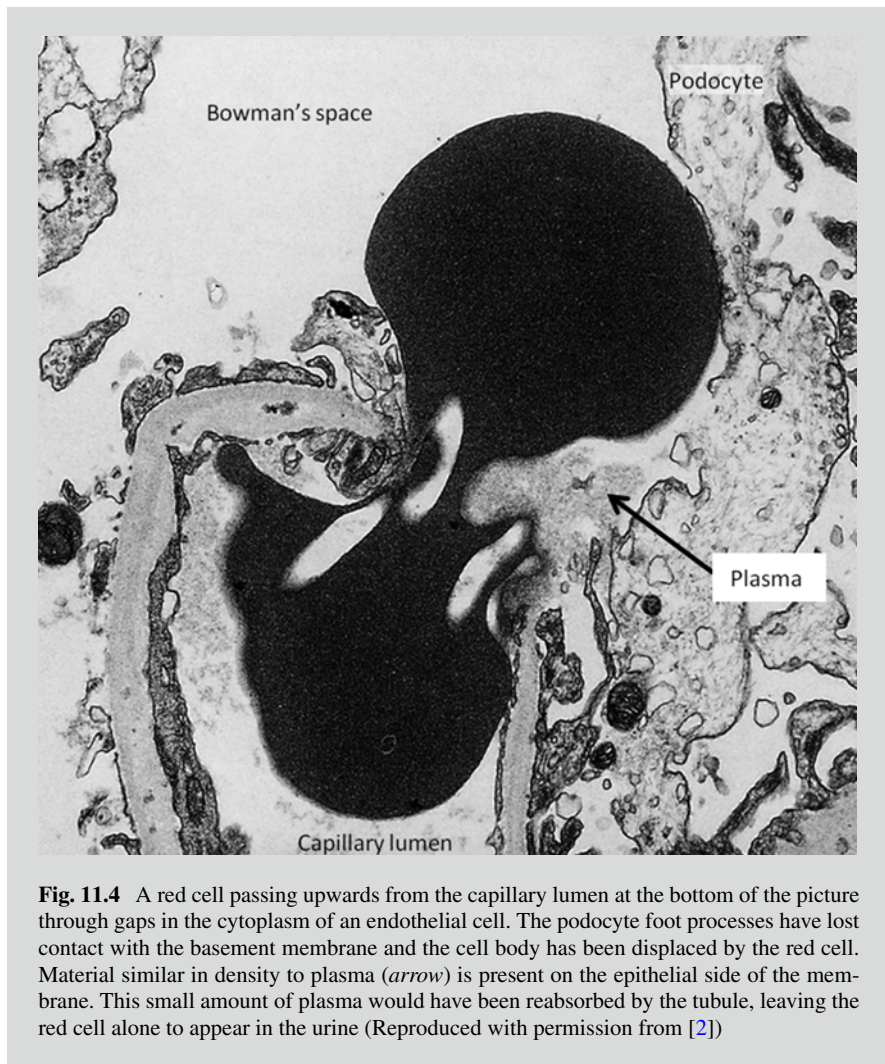 Podocyte
Bowman’s space
Plasma
Capillary lumen
Fig. 11.4 A red cell passing upwards from the capillary lumen at the bottom of the picture
through gaps in the cytoplasm of an endothelial cell. The podocyte foot processes have lost
contact with the basement membrane and the cell body has been displaced by the red cell.
Material similar in density to plasma (arrow) is present on the epithelial side of the mem-
brane. This small amount of plasma would have been reabsorbed by the tubule, leaving the
red cell alone to appear in the urine (Reproduced with permission from [2])